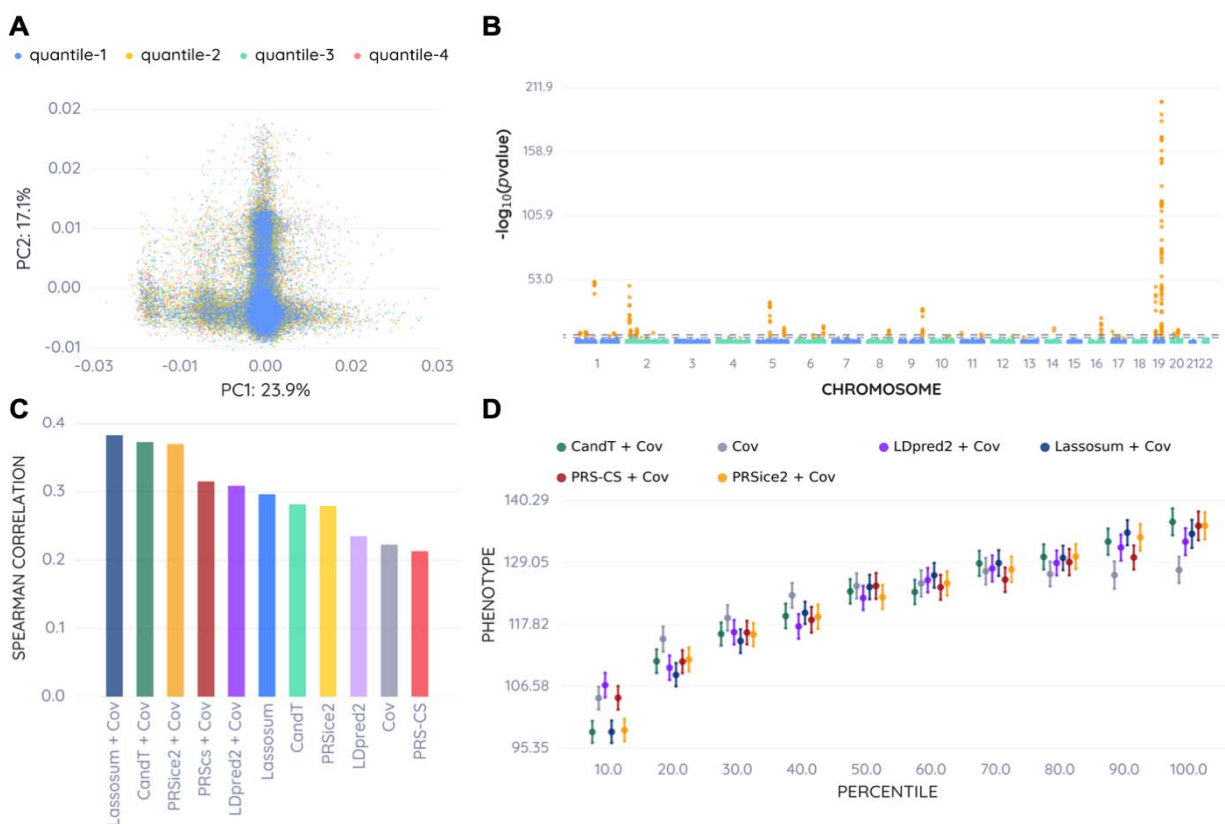 A
quantile-1 quantile-2 quantile-3 quantile-4
0.02
0.02
0.01
0.00
-0.01
-0.03 -0.01 0.00 0.02 0.03
PC2: 17.1%
PC1: 23.9%
B
211.9
158.9
105.9
53.0
-log10(pvalue)
1 2 3 4 5 6 7 8 9 10 11 12 13 14 15 16 17 18 19 20 2122
CHROMOSOME
C
0.4
0.3
0.2
0.1
0.0
SPEARMAN CORRELATION
Lassosum + Cov
CandT + Cov
PRSice2 + Cov
PRScs + Cov
LDpred2 + Cov
Lassosum
CandT
PRSice2
LDpred2
Cov
PRS-CS
D
CandT + Cov Cov LDpred2 + Cov Lassosum + Cov
PRS-CS + Cov PRSice2 + Cov
140.29
129.05
117.82
106.58
95.35
PHENOTYPE
10.0 20.0 30.0 40.0 50.0 60.0 70.0 80.0 90.0 100.0
PERCENTILE